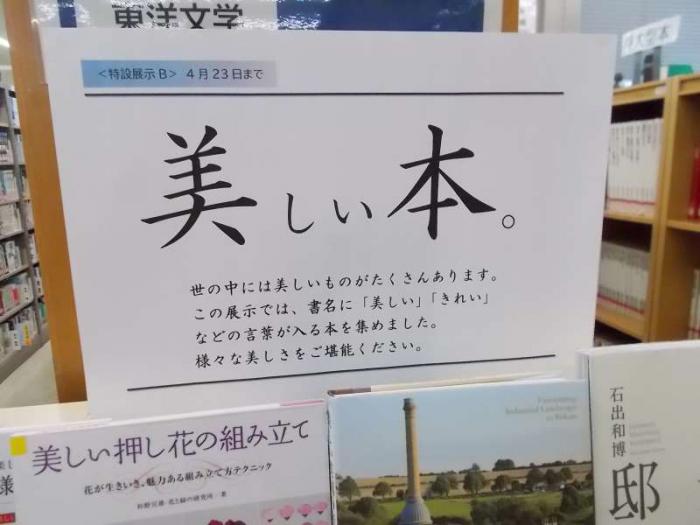 東洋文学
＜特設展示B＞ 4月23日まで
美しい本。
世の中には美しいものがたくさんあります。
この展示では、書名に「美しい」「きれい」
などの言葉が入る本を集めました。
様々な美しさをご堪能ください。
美しい押し花の組み立て
花が生きいき、魅力ある組み立て方テクニック
様
石出和博
邸